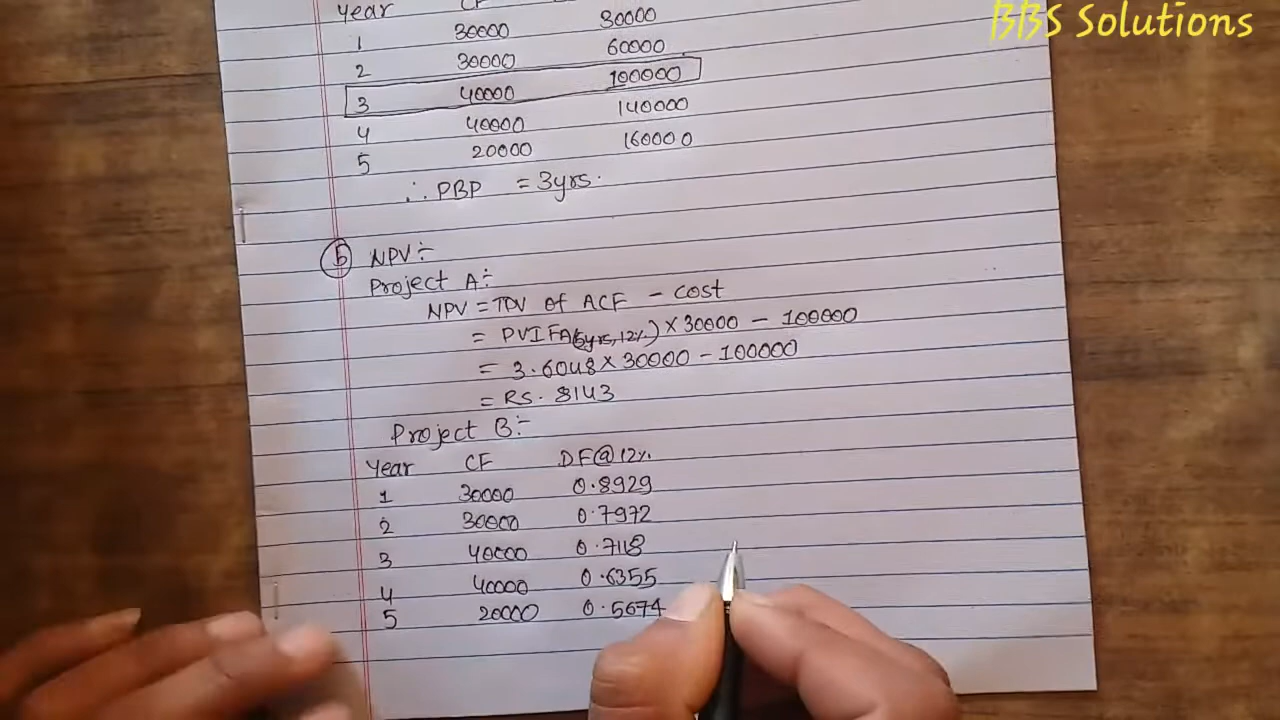 BBS Solutions
Year CF
1 30000 30000
2 30000 60000
3 40000 100000
4 40000 140000
5 20000 160000
∴ PBP = 3yrs.
b NPV:-
Project A:-
NPV = TPV of ACF - cost
= PVIFA(5yrs,12%) × 30000 - 100000
= 3.6048 × 30000 - 100000
= RS. 8143
Project B:-
Year CF DF@12%
1 30000 0.8929
2 30000 0.7972
3 40000 0.7118
4 40000 0.6355
5 20000 0.5674